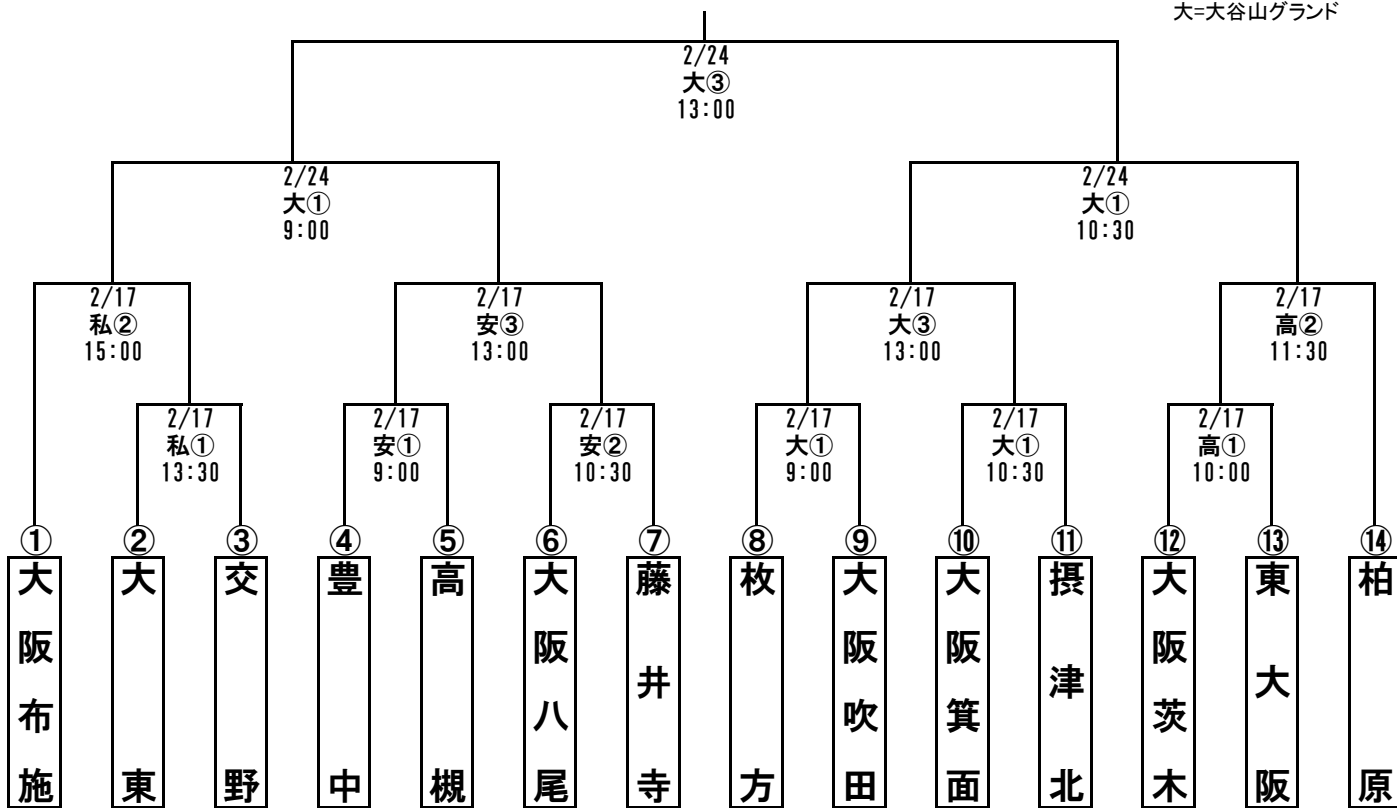 大=大谷山グランド
2/24
大③
13:00
2/24
大①
9:00
2/24
大①
10:30
2/17
私②
15:00
2/17
安③
13:00
2/17
大③
13:00
2/17
高②
11:30
2/17
私①
13:30
2/17
安①
9:00
2/17
安②
10:30
2/17
大①
9:00
2/17
大①
10:30
2/17
高①
10:00
①
大阪布施
②
大東
③
交野
④
豊中
⑤
高槻
⑥
大阪八尾
⑦
藤井寺
⑧
枚方
⑨
大阪吹田
⑩
大阪箕面
⑪
摂津北
⑫
大阪茨木
⑬
東大阪
⑭
柏原